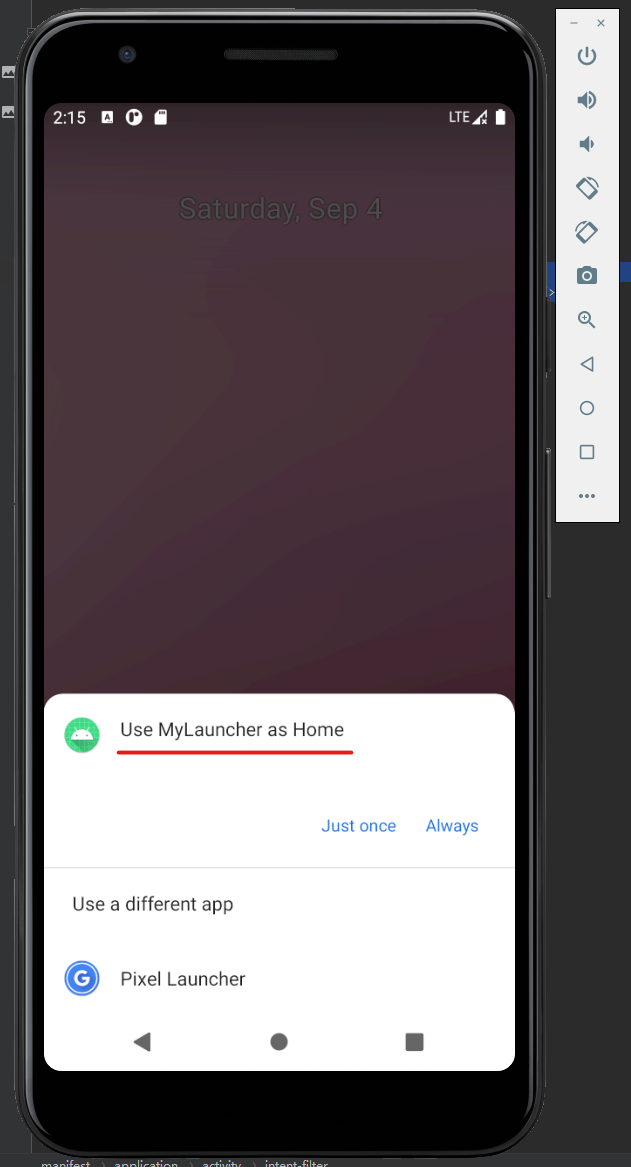 2:15
LTE
Saturday, Sep 4
Use MyLauncher as Home
Just once Always
Use a different app
G Pixel Launcher
manifest > application > activity > intent-filter